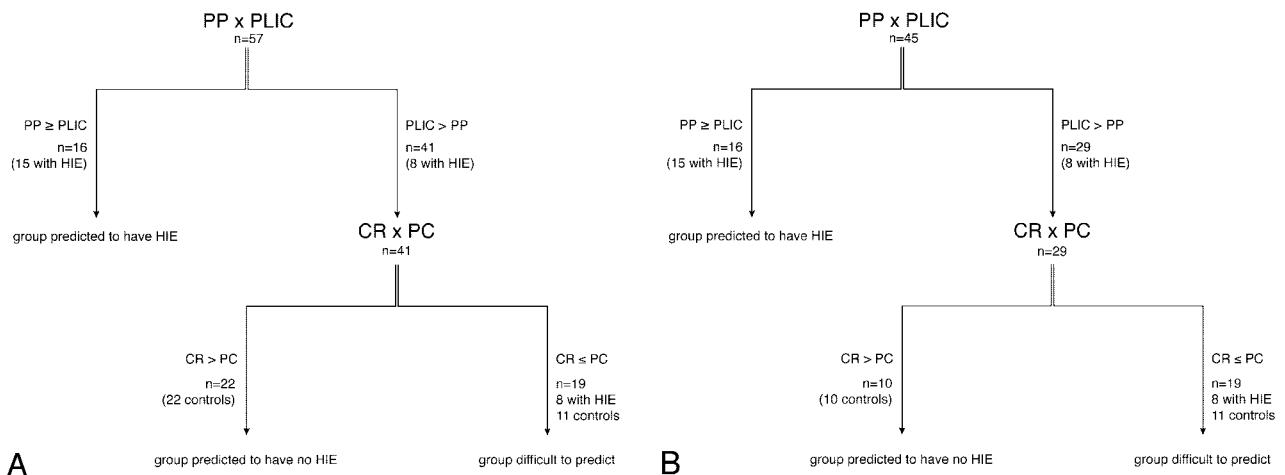 PP x PLIC
n=57
PP ≥ PLIC
n=16
(15 with HIE)
PLIC > PP
n=41
(8 with HIE)
group predicted to have HIE
CR x PC
n=41
CR > PC
n=22
(22 controls)
CR ≤ PC
n=19
8 with HIE
11 controls
group predicted to have no HIE
group difficult to predict
A
PP x PLIC
n=45
PP ≥ PLIC
n=16
(15 with HIE)
PLIC > PP
n=29
(8 with HIE)
group predicted to have HIE
CR x PC
n=29
CR > PC
n=10
(10 controls)
CR ≤ PC
n=19
8 with HIE
11 controls
group predicted to have no HIE
group difficult to predict
B